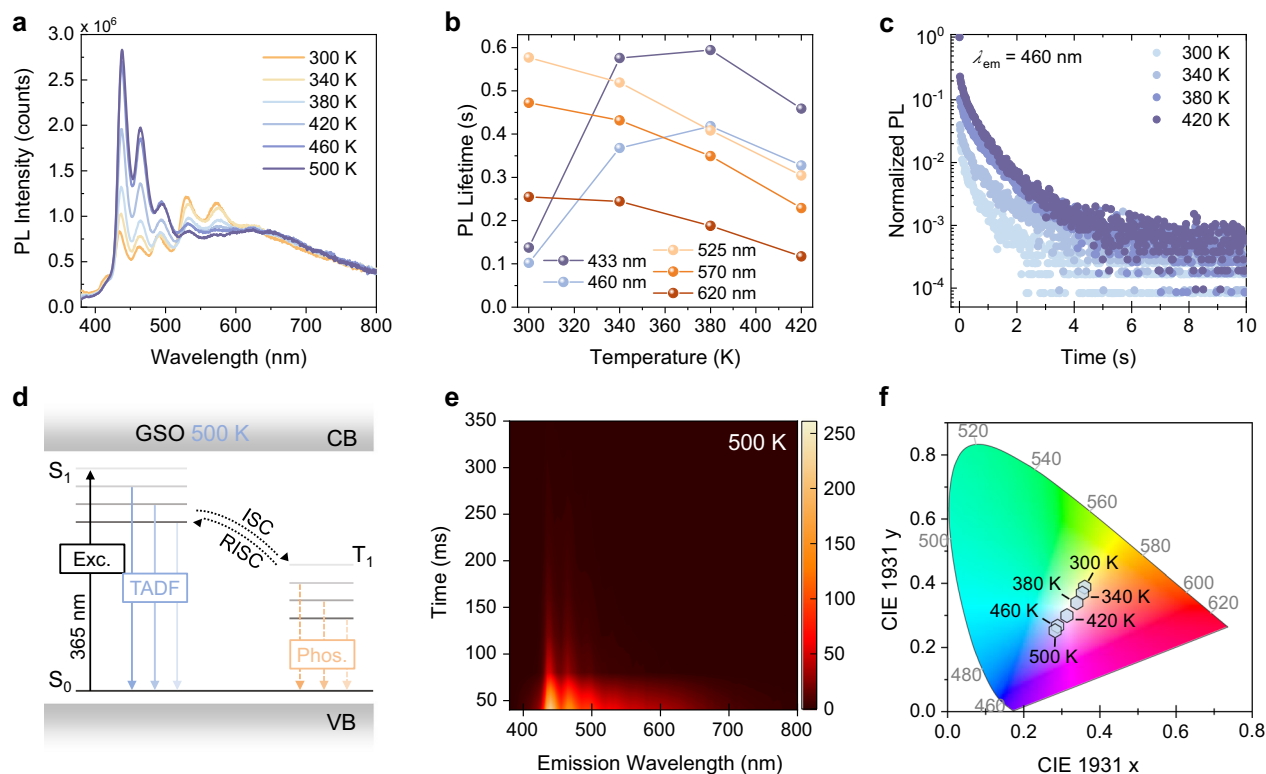 a
x 10⁶
3.0
2.5
2.0
1.5
1.0
0.5
0.0
PL Intensity (counts)
300 K
340 K
380 K
420 K
460 K
500 K
400 500 600 700 800
Wavelength (nm)
b
0.6
0.5
0.4
0.3
0.2
0.1
0.0
PL Lifetime (s)
433 nm
460 nm
525 nm
570 nm
620 nm
300 320 340 360 380 400 420
Temperature (K)
c
10⁰
10⁻¹
10⁻²
10⁻³
10⁻⁴
Normalized PL
λem = 460 nm
300 K
340 K
380 K
420 K
0 2 4 6 8 10
Time (s)
d
GSO 500 K
CB
S₁
ISC
RISC
T₁
Exc.
TADF
365 nm
Phos.
S₀
VB
e
350
300
250
200
150
100
50
Time (ms)
500 K
400 500 600 700 800
Emission Wavelength (nm)
250
200
150
100
50
0
f
0.8
0.6
0.4
0.2
0.0
CIE 1931 y
520
540
560
500
580
600
620
480
460
300 K
380 K
340 K
460 K
420 K
500 K
0.0 0.2 0.4 0.6 0.8
CIE 1931 x